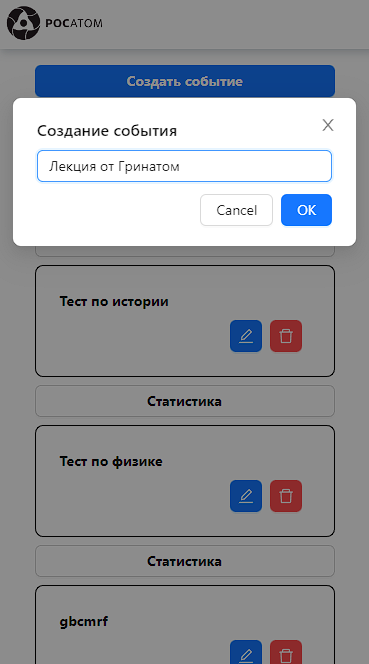 РОСАТОМ
Создать событие
Создание события
Лекция от Гринатом
Cancel OK
Тест по истории
Статистика
Тест по физике
Статистика
gbcmrf